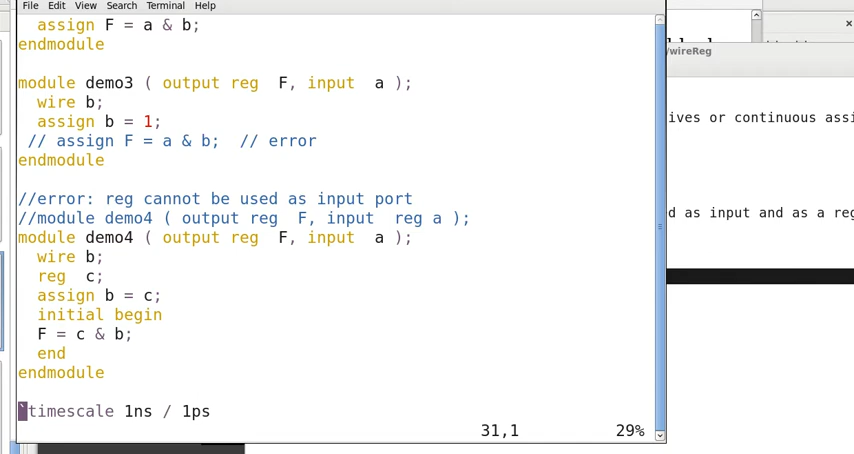 File Edit View Search Terminal Help
assign F = a & b;
endmodule
module demo3 ( output reg  F, input  a );
wire b;
assign b = 1;
// assign F = a & b;  // error
endmodule
//error: reg cannot be used as input port
//module demo4 ( output reg  F, input  reg a );
module demo4 ( output reg  F, input  a );
wire b;
reg  c;
assign b = c;
initial begin
F = c & b;
end
endmodule
`timescale 1ns / 1ps
31,1 29%
/wireReg
ives or continuous assi
d as input and as a reg